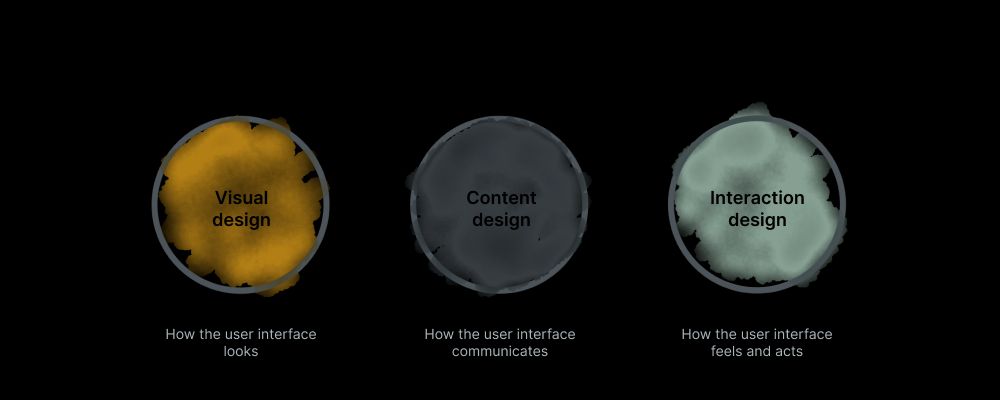 Visual
design
Content
design
Interaction
design
How the user interface
looks
How the user interface
communicates
How the user interface
feels and acts